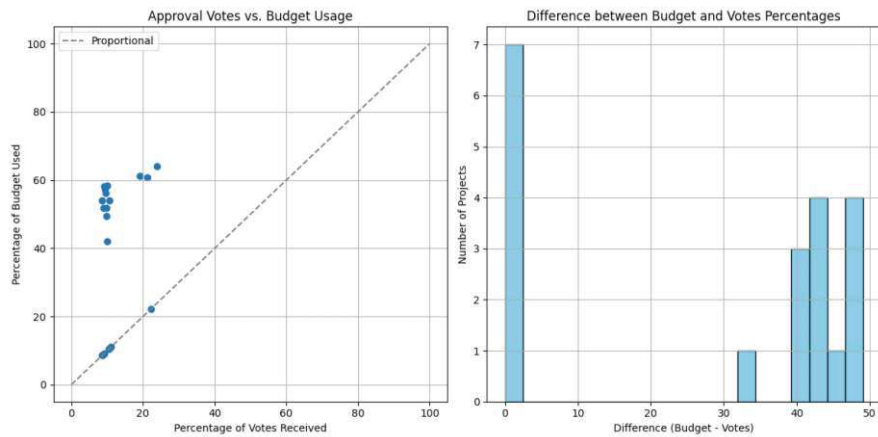 Approval Votes vs. Budget Usage
Proportional
100
80
60
40
20
0
Percentage of Budget Used
0 20 40 60 80 100
Percentage of Votes Received
Difference between Budget and Votes Percentages
7
6
5
4
3
2
1
0
Number of Projects
0 10 20 30 40 50
Difference (Budget - Votes)